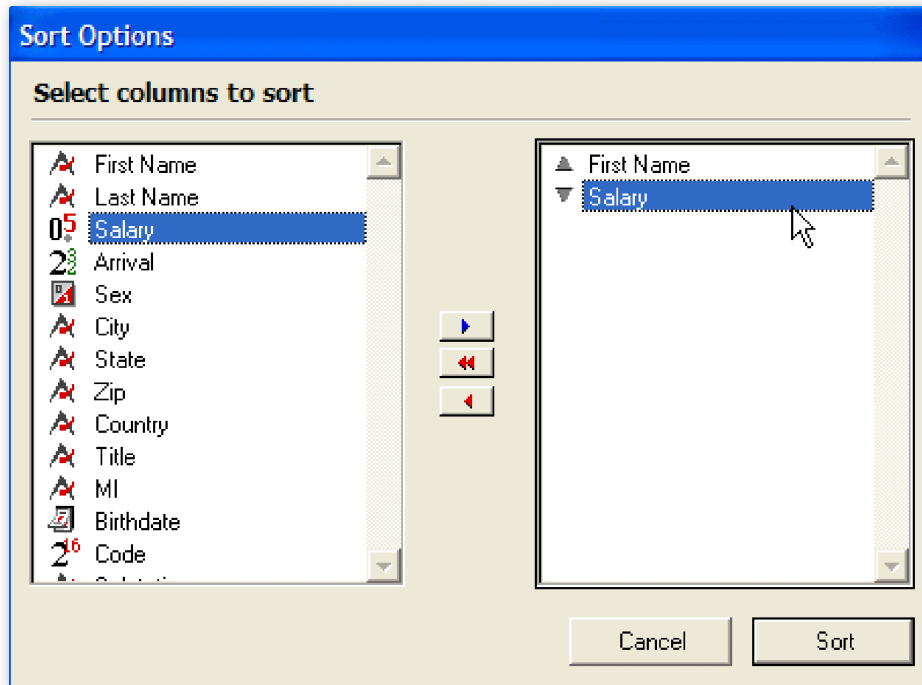 Sort Options
Select columns to sort
First Name
Last Name
Salary
Arrival
Sex
City
State
Zip
Country
Title
MI
Birthdate
Code
First Name
Salary
Cancel
Sort